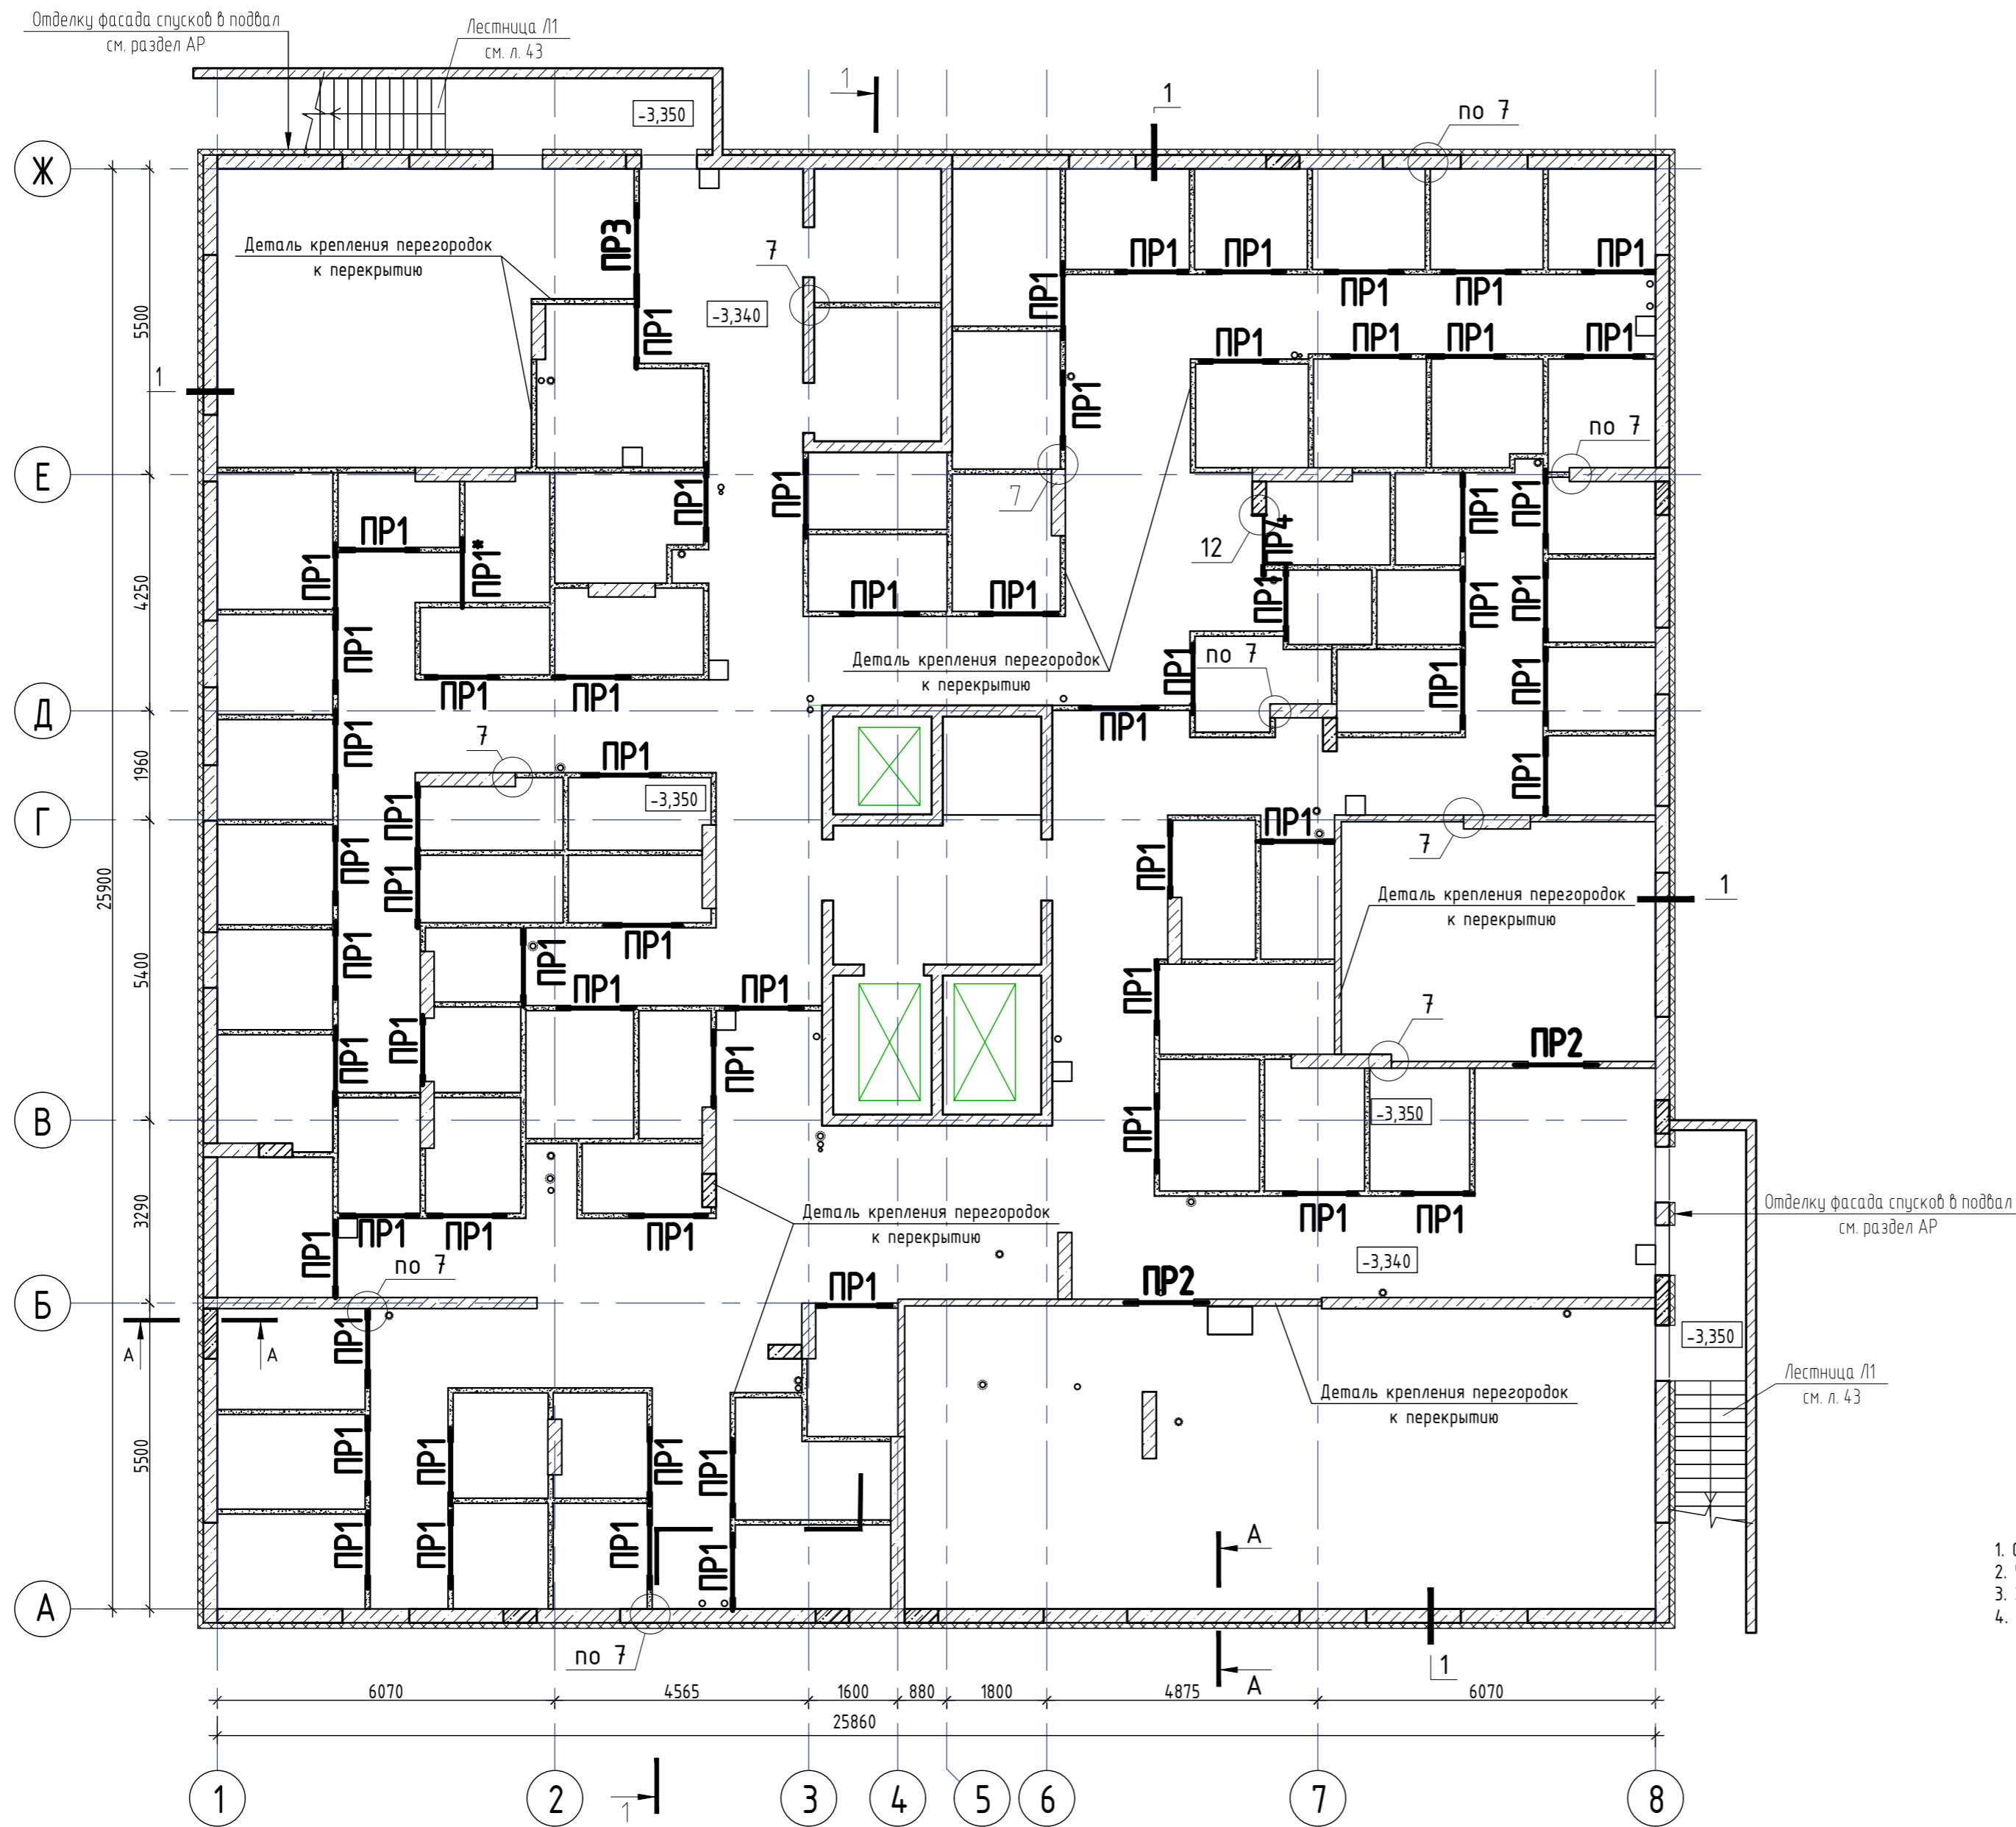 Отделку фасада спусков в подвал
см. раздел АР
Лестница Л1
см. л. 43
-3,350
1
1
по 7
Ж
Деталь крепления перегородок
к перекрытию
ПР3
7
-3,340
ПР1
ПР1
ПР1
ПР1
ПР1
ПР1
ПР1
ПР1
5500
ПР1
ПР1
ПР1
ПР1
ПР1
1
ПР1
по 7
Е
ПР1
ПР1
7
ПР1
ПР1
ПР1
ПР1*
ПР4
12
ПР1
4250
ПР1
ПР1
ПР1
ПР1
ПР1
ПР1
ПР1
Деталь крепления перегородок
к перекрытию
по 7
ПР1
ПР1
ПР1
ПР1
ПР1
Д
ПР1
ПР1
7
ПР1
1960
-3,350
ПР1
ПР1
Г
ПР1
7
ПР1
ПР1
ПР1
25900
Деталь крепления перегородок
к перекрытию
1
ПР1
ПР1
ПР1
5400
ПР1
ПР1
ПР1
7
ПР1
ПР1
ПР1
ПР2
В
-3,350
ПР1
3290
Деталь крепления перегородок
к перекрытию
Отделку фасада спусков в подвал
см. раздел АР
ПР1
ПР1
ПР1
ПР1
ПР1
ПР1
-3,340
по 7
ПР1
ПР2
Б
А
А
ПР1
-3,350
Деталь крепления перегородок
к перекрытию
Лестница Л1
см. л. 43
5500
ПР1
ПР1
ПР1
ПР1
ПР1
ПР1
ПР1
ПР1
А
1.
2.
3.
4.
А
по 7
А
1
6070
4565
1600
880
1800
4875
6070
25860
1
2
3
4
5
6
7
8
1